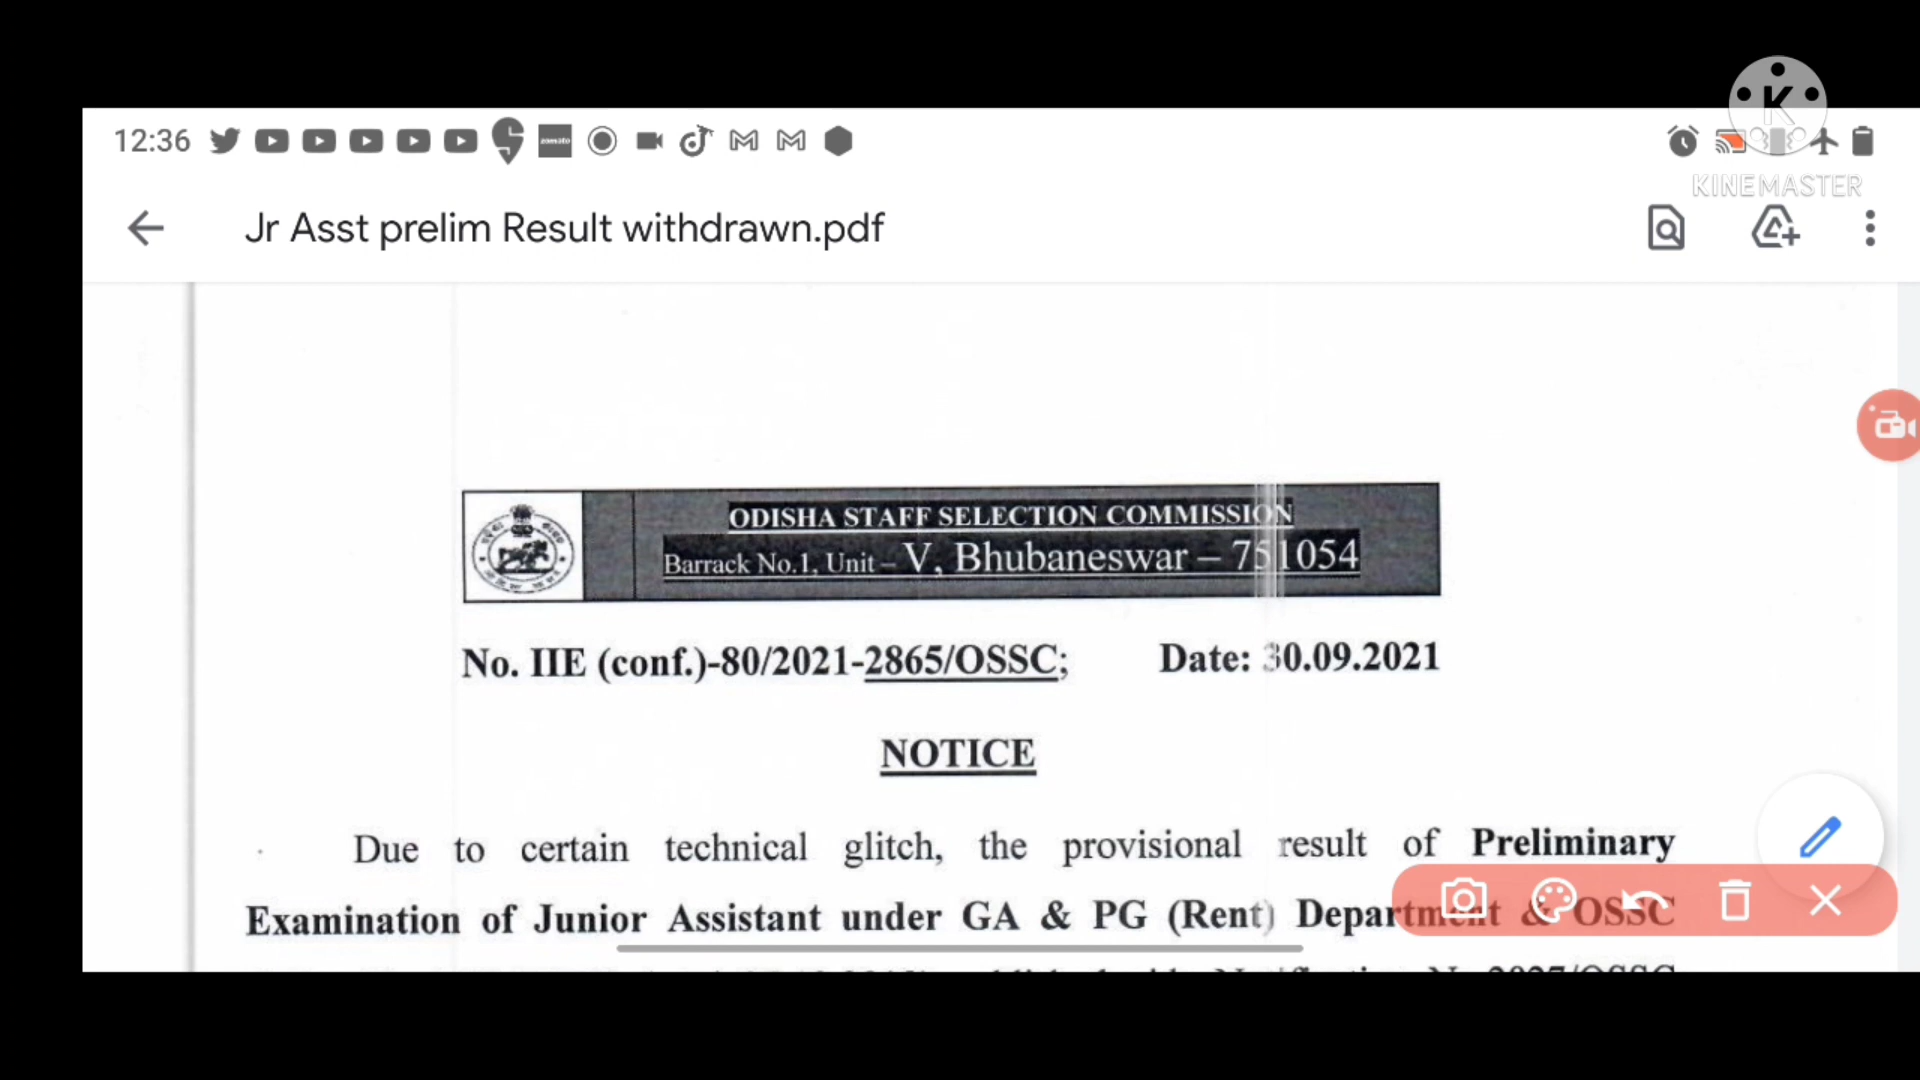 12:36
KINEMASTER
Jr Asst prelim Result withdrawn.pdf
ODISHA STAFF SELECTION COMMISSION
Barrack No.1, Unit – V, Bhubaneswar – 751054
No. IIE (conf.)-80/2021-2865/OSSC; Date: 30.09.2021
NOTICE
Due to certain technical glitch, the provisional result of Preliminary
Examination of Junior Assistant under GA & PG (Rent) Department & OSSC